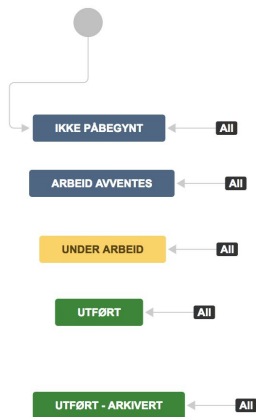 IKKE PÅBEGYNT All
ARBEID AVVENTES All
UNDER ARBEID All
UTFØRT All
UTFØRT - ARKIVERT All